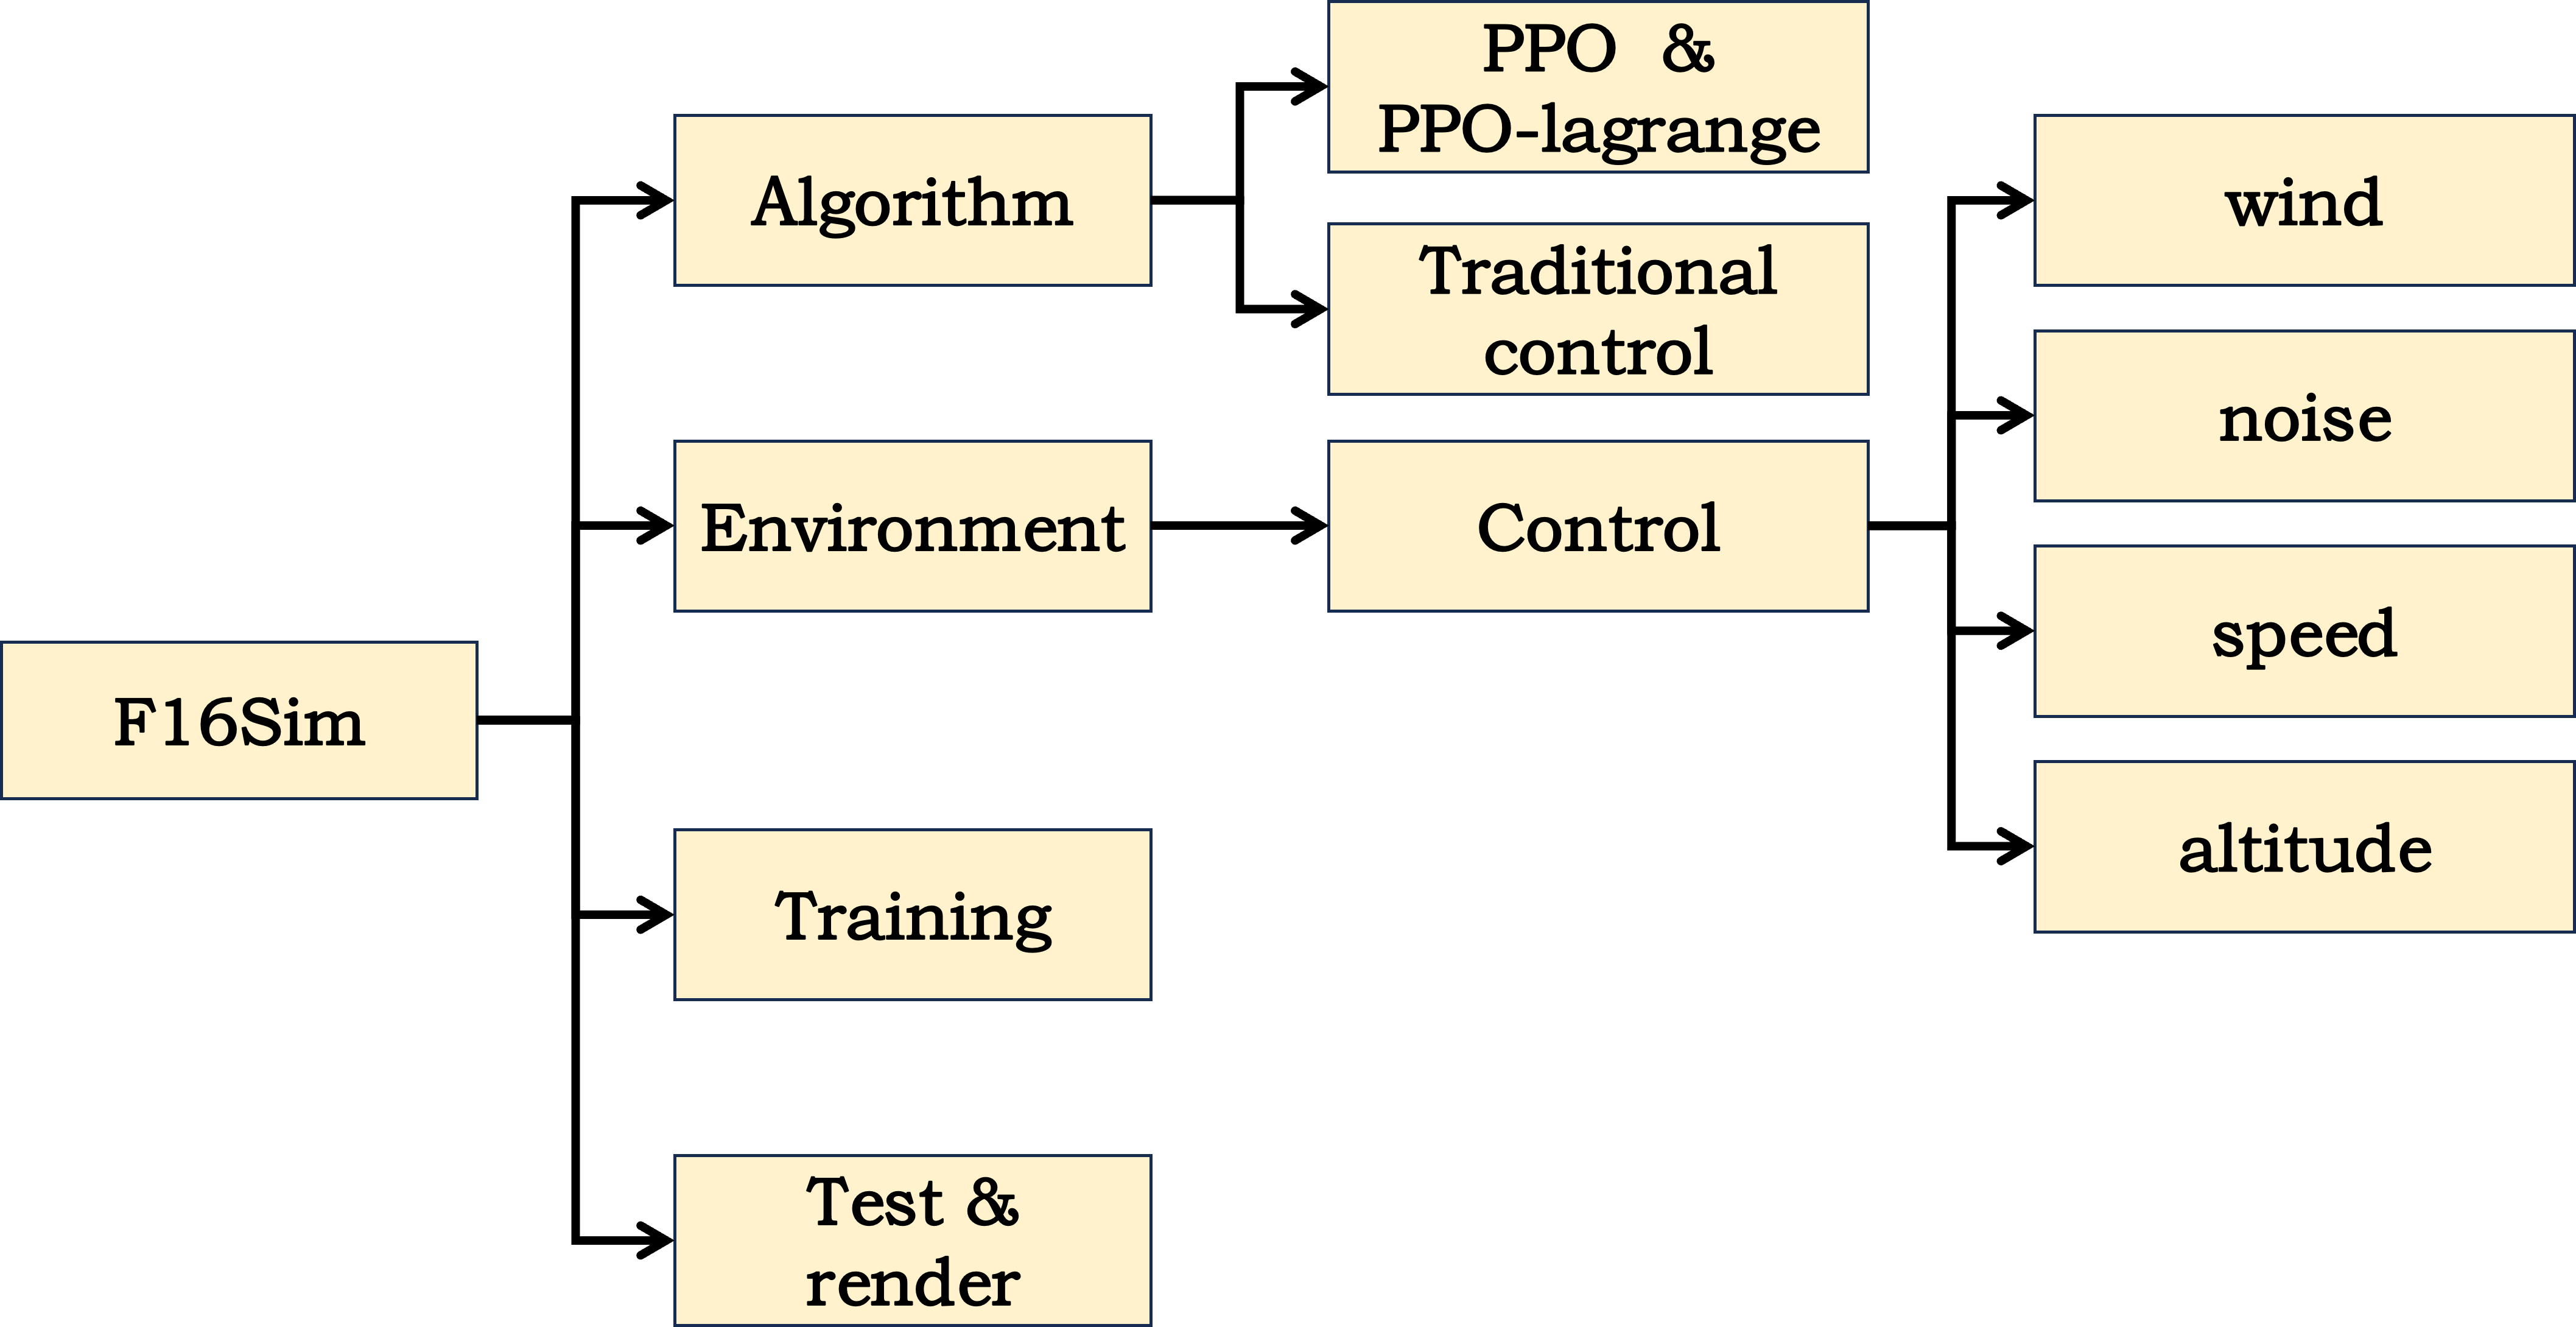 F16Sim
Algorithm
PPO &
PPO-lagrange
Traditional
control
Environment
Control
wind
noise
speed
altitude
Training
Test &
render